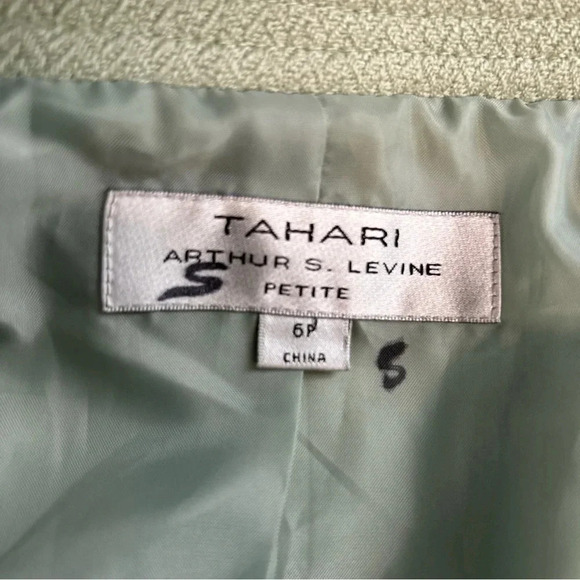 TAHARI
ARTHUR S. LEVINE
S PETITE
6P
CHINA
S